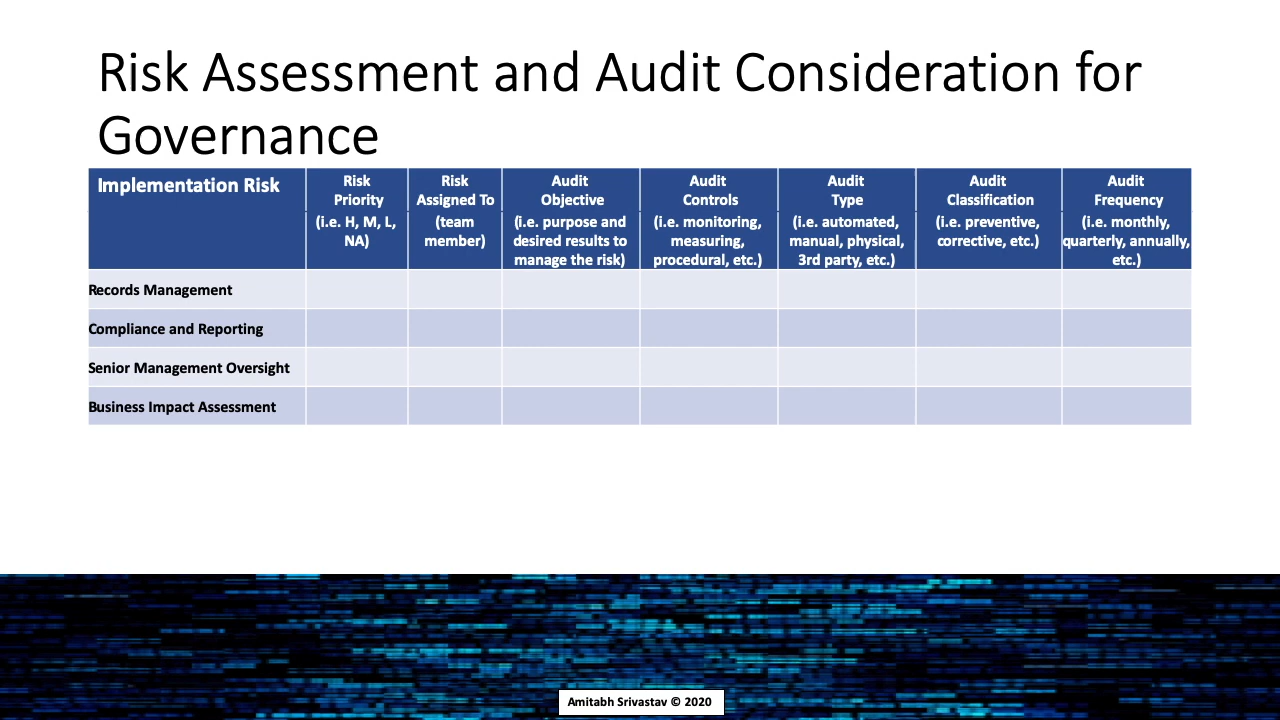 Risk Assessment and Audit Consideration for
Governance
Implementation Risk
Risk
Priority
(i.e. H, M, L,
NA)
Risk
Assigned To
(team
member)
Audit
Objective
(i.e. purpose and
desired results to
manage the risk)
Audit
Controls
(i.e. monitoring,
measuring,
procedural, etc.)
Audit
Type
(i.e. automated,
manual, physical,
3rd party, etc.)
Audit
Classification
(i.e. preventive,
corrective, etc.)
Audit
Frequency
(i.e. monthly,
quarterly, annually,
etc.)
Records Management
Compliance and Reporting
Senior Management Oversight
Business Impact Assessment
Amitabh Srivastav © 2020